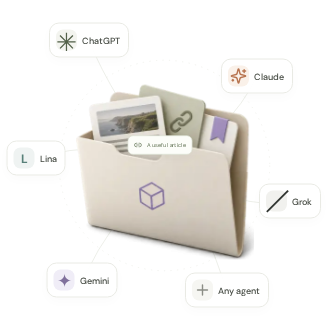 ChatGPT
Claude
A useful article
L Lina
Grok
Gemini
Any agent